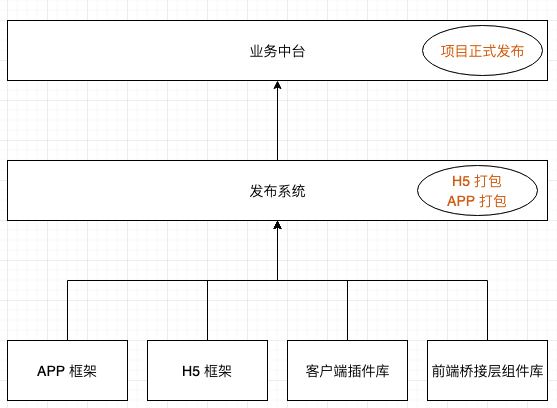 业务中台
项目正式发布
发布系统
H5 打包
APP 打包
APP 框架
H5 框架
客户端插件库
前端桥接层组件库